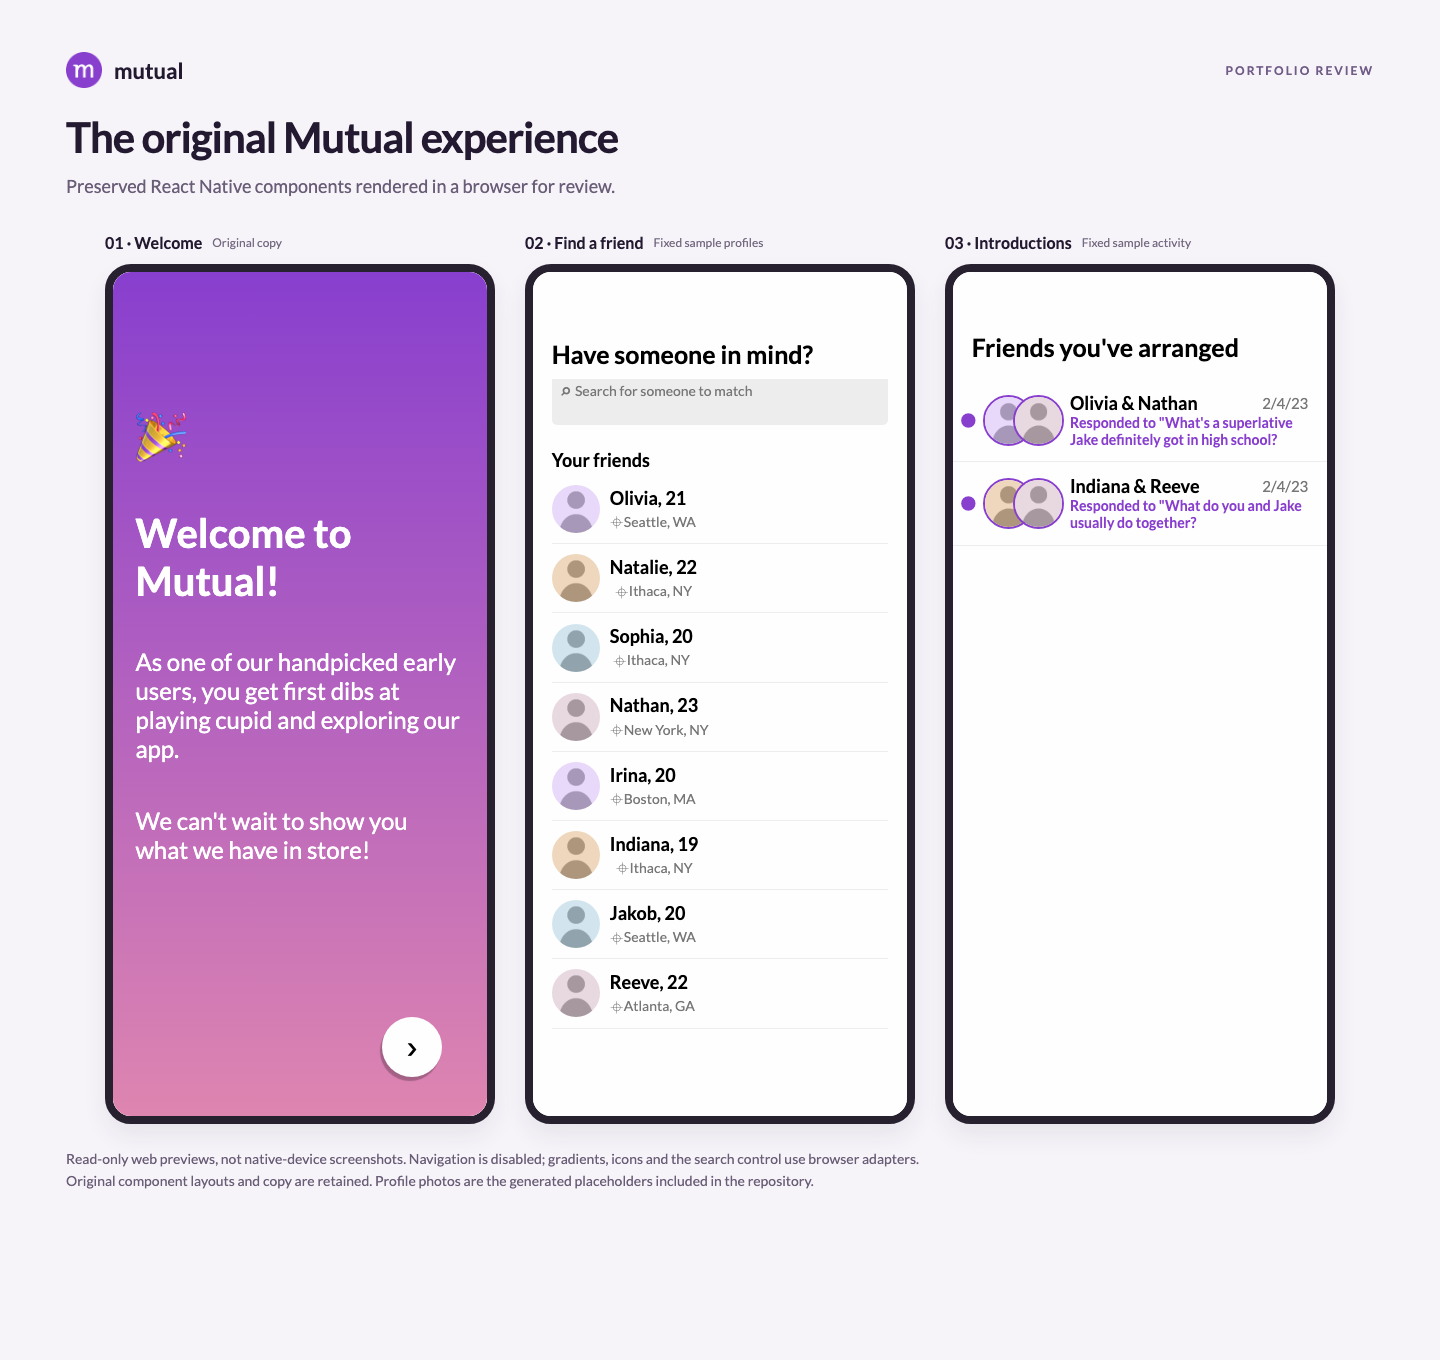 m mutual
PORTFOLIO REVIEW
The original Mutual experience
Preserved React Native components rendered in a browser for review.
01 · Welcome Original copy
Welcome to
Mutual!
As one of our handpicked early
users, you get first dibs at
playing cupid and exploring our
app.
We can't wait to show you
what we have in store!
02 · Find a friend Fixed sample profiles
Have someone in mind?
Search for someone to match
Your friends
Olivia, 21
Seattle, WA
Natalie, 22
Ithaca, NY
Sophia, 20
Ithaca, NY
Nathan, 23
New York, NY
Irina, 20
Boston, MA
Indiana, 19
Ithaca, NY
Jakob, 20
Seattle, WA
Reeve, 22
Atlanta, GA
03 · Introductions Fixed sample activity
Friends you've arranged
Olivia & Nathan 2/4/23
Responded to "What's a superlative
Jake definitely got in high school?
Indiana & Reeve 2/4/23
Responded to "What do you and Jake
usually do together?
Read-only web previews, not native-device screenshots. Navigation is disabled; gradients, icons and the search control use browser adapters.
Original component layouts and copy are retained. Profile photos are the generated placeholders included in the repository.